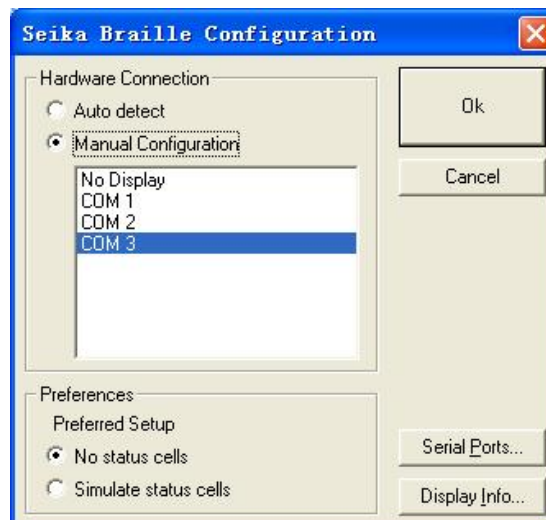 Seika Braille Configuration
Hardware Connection
Auto detect
Manual Configuration
No Display
COM 1
COM 2
COM 3
Ok
Cancel
Preferences
Preferred Setup
No status cells
Simulate status cells
Serial Ports...
Display Info...